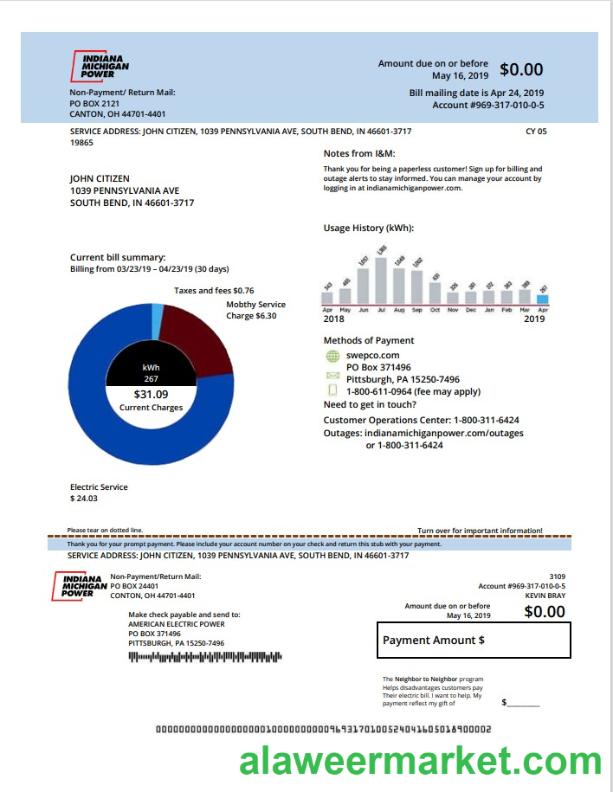 INDIANA
MICHIGAN
POWER
Amount due on or before
May 16, 2019
$0.00
Non-Payment/ Return Mail:
PO BOX 2121
CANTON, OH 44701-4401
Bill mailing date is Apr 24, 2019
Account #969-317-010-0-5
SERVICE ADDRESS: JOHN CITIZEN, 1039 PENNSYLVANIA AVE, SOUTH BEND, IN 46601-3717
CY 05
19865
Notes from I&M:
Thank you for being a paperless customer! Sign up for billing and
outage alerts to stay informed. You can manage your account by
logging in at indianamichiganpower.com.
JOHN CITIZEN
1039 PENNSYLVANIA AVE
SOUTH BEND, IN 46601-3717
Usage History (kWh):
Apr May Jun Jul Aug Sep Oct Nov Dec Jan Feb Mar Apr
2018 2019
Current bill summary:
Billing from 03/23/19 – 04/23/19 (30 days)
Taxes and fees $0.76
Mobthy Service
Charge $6.30
kWh
267
$31.09
Current Charges
Electric Service
$ 24.03
Methods of Payment
swepco.com
PO Box 371496
Pittsburgh, PA 15250-7496
1-800-611-0964 (fee may apply)
Need to get in touch?
Customer Operations Center: 1-800-311-6424
Outages: indianamichiganpower.com/outages
or 1-800-311-6424
Please tear on dotted line.
Turn over for important information!
Thank you for your prompt payment. Please include your account number on your check and return this stub with your payment.
SERVICE ADDRESS: JOHN CITIZEN, 1039 PENNSYLVANIA AVE, SOUTH BEND, IN 46601-3717
INDIANA
MICHIGAN
POWER
Non-Payment/Return Mail:
PO BOX 24401
CONTON, OH 44701-4401
3109
Account #969-317-010-0-5
KEVIN BRAY
Amount due on or before
May 16, 2019
$0.00
Make check payable and send to:
AMERICAN ELECTRIC POWER
PO BOX 371496
PITTSBURGH, PA 15250-7496
Payment Amount $
The Neighbor to Neighbor program
Helps disadvantages customers pay
Their electric bill. I want to help. My
payment reflect my gift of
$______
alaweermarket.com